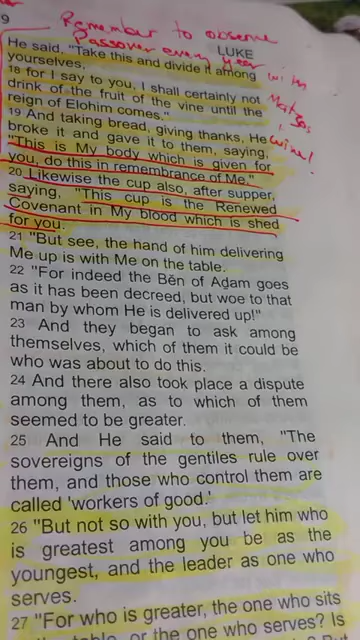 Remember to observe
Passover every year
with
Matzos
&
wine!
9
LUKE
He said, "Take this and divide it among
yourselves,
18 for I say to you, I shall certainly not
drink of the fruit of the vine until the
reign of Elohim comes."
19 And taking bread, giving thanks, He
broke it and gave it to them, saying,
"This is My body which is given for
you, do this in remembrance of Me."
20 Likewise the cup also, after supper,
saying, "This cup is the Renewed
Covenant in My blood which is shed
for you.
21 "But see, the hand of him delivering
Me up is with Me on the table.
22 "For indeed the Bĕn of Aḏam goes
as it has been decreed, but woe to that
man by whom He is delivered up!"
23 And they began to ask among
themselves, which of them it could be
who was about to do this.
24 And there also took place a dispute
among them, as to which of them
seemed to be greater.
25 And He said to them, "The
sovereigns of the gentiles rule over
them, and those who control them are
called 'workers of good.'
26 "But not so with you, but let him who
is greatest among you be as the
youngest, and the leader as one who
serves.
27 "For who is greater, the one who sits
table, or the one who serves? Is